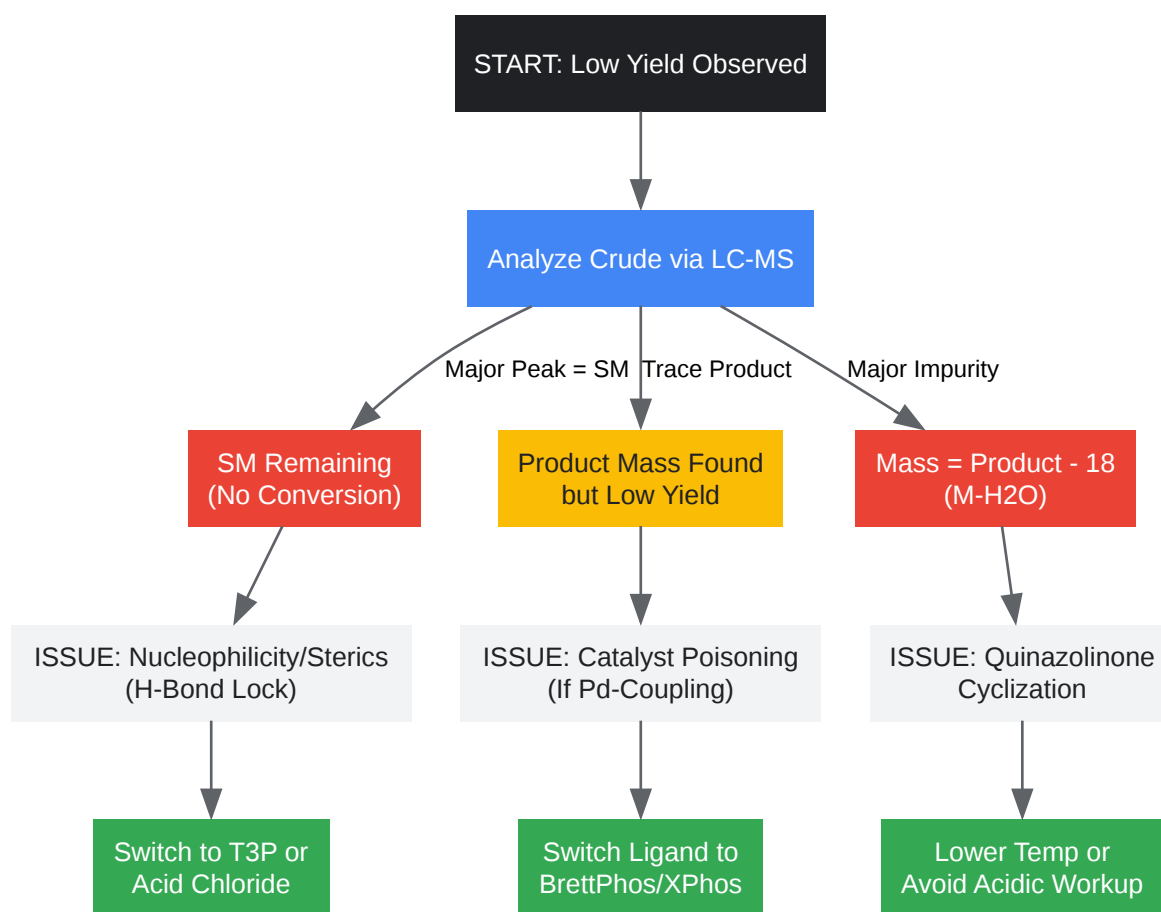 START: Low Yield Observed
Analyze Crude via LC-MS
Major Peak = SM
Trace Product
Major Impurity
SM Remaining
(No Conversion)
Product Mass Found
but Low Yield
Mass = Product - 18
(M-H2O)
ISSUE: Nucleophilicity/Sterics
(H-Bond Lock)
ISSUE: Catalyst Poisoning
(If Pd-Coupling)
ISSUE: Quinazolinone
Cyclization
Switch to T3P or
Acid Chloride
Switch Ligand to
BrettPhos/XPhos
Lower Temp or
Avoid Acidic Workup